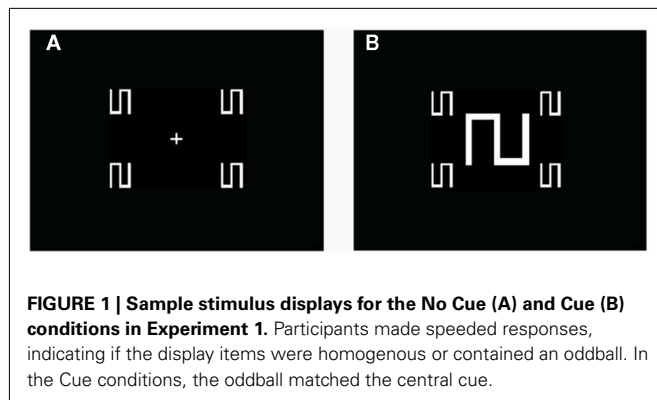 A
B
FIGURE 1 | Sample stimulus displays for the No Cue (A) and Cue (B)
conditions in Experiment 1. Participants made speeded responses,
indicating if the display items were homogenous or contained an oddball. In
the Cue conditions, the oddball matched the central cue.